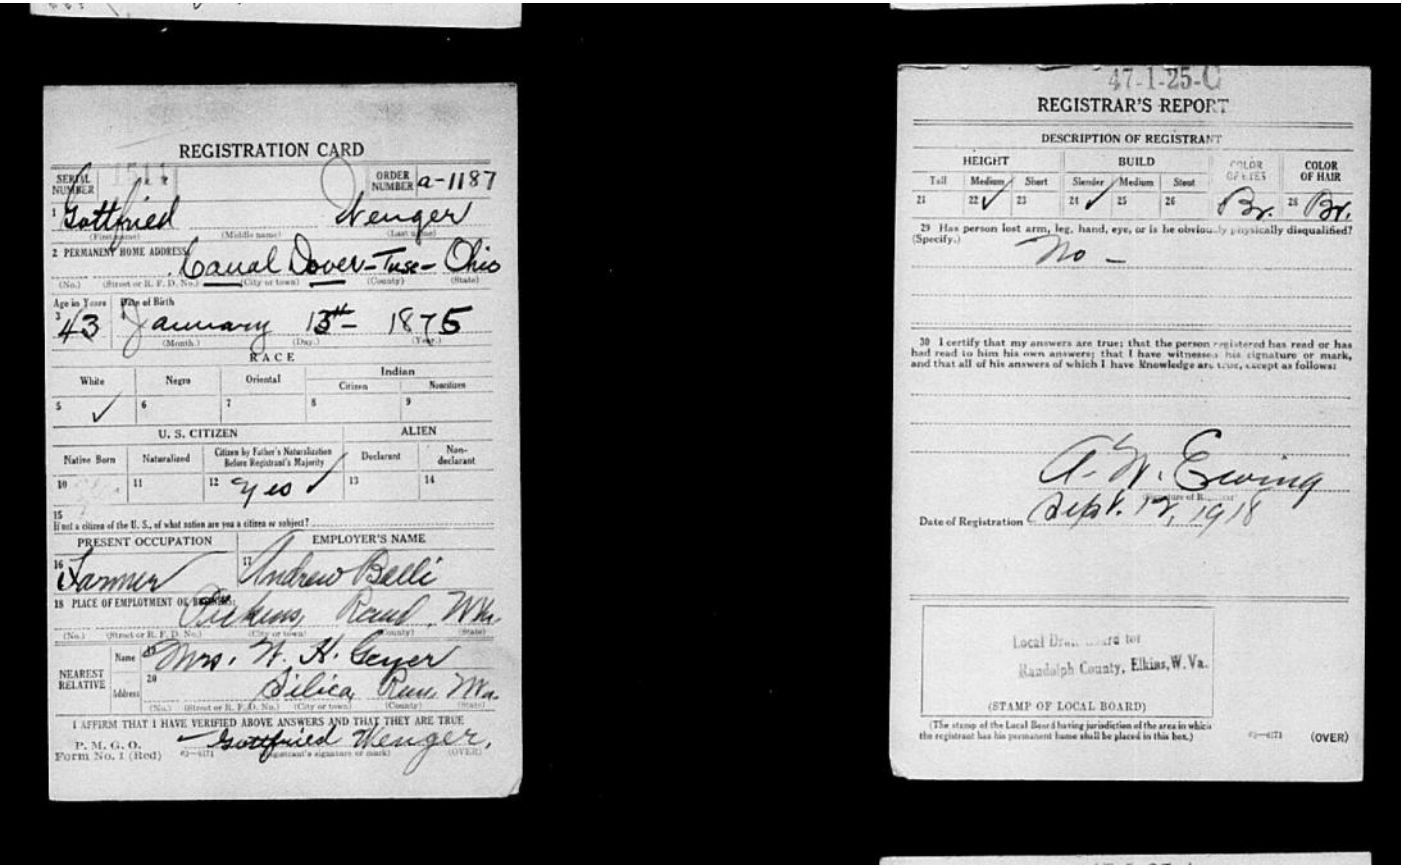 REGISTRATION CARD
SERIAL NUMBER 1511
ORDER NUMBER a-1187
1 Gottfried Wenger
(First name) (Middle name) (Last name)
2 PERMANENT HOME ADDRESS
Canal Dover - Tusc - Ohio
(No.) (Street or R. F. D. No.) (City or town) (County) (State)
Age in Years Date of Birth
3 43 January 13th - 1875
(Month.) (Day.) (Year.)
RACE
White Negro Oriental Indian
Citizen Noncitizen
5 ✓ 6 7 8 9
U. S. CITIZEN ALIEN
Native Born Naturalized Citizen by Father's Naturalization Before Registrant's Majority Declarant Non-declarant
10 11 12 Yes ✓ 13 14
15
If not a citizen of the U. S., of what nation are you a citizen or subject?
PRESENT OCCUPATION EMPLOYER'S NAME
16 Farmer 17 Andrew Balli
18 PLACE OF EMPLOYMENT OR BUSINESS:
Pickens, Rand, WVa.
(No.) (Street or R. F. D. No.) (City or town) (County) (State)
NEAREST RELATIVE
Name 19 Mrs. W. H. Geyer
Address 20 Silica, Ran, WVa.
(No.) (Street or R. F. D. No.) (City or town) (County) (State)
I AFFIRM THAT I HAVE VERIFIED ABOVE ANSWERS AND THAT THEY ARE TRUE
P. M. G. O.
Form No. 1 (Red) 03—6171 Gottfried Wenger.
(Registrant's signature or mark) (OVER)
47-1-25-C
REGISTRAR'S REPORT
DESCRIPTION OF REGISTRANT
HEIGHT BUILD COLOR OF EYES COLOR OF HAIR
Tall Medium Short Slender Medium Stout
21 22 ✓ 23 24 ✓ 25 26 Br. 28 Br.
29 Has person lost arm, leg, hand, eye, or is he obviously physically disqualified?
(Specify.)
No -
30 I certify that my answers are true; that the person registered has read or has
had read to him his own answers; that I have witnessed his signature or mark,
and that all of his answers of which I have knowledge are true, except as follows:
A. W. Ewing
(Signature of Registrar)
Date of Registration Sept. 12, 1918
Local Draft Board for
Randolph County, Elkins, W. Va.
(STAMP OF LOCAL BOARD)
(The stamp of the Local Board having jurisdiction of the area in which
the registrant has his permanent home shall be placed in this box.)
03—6171 (OVER)